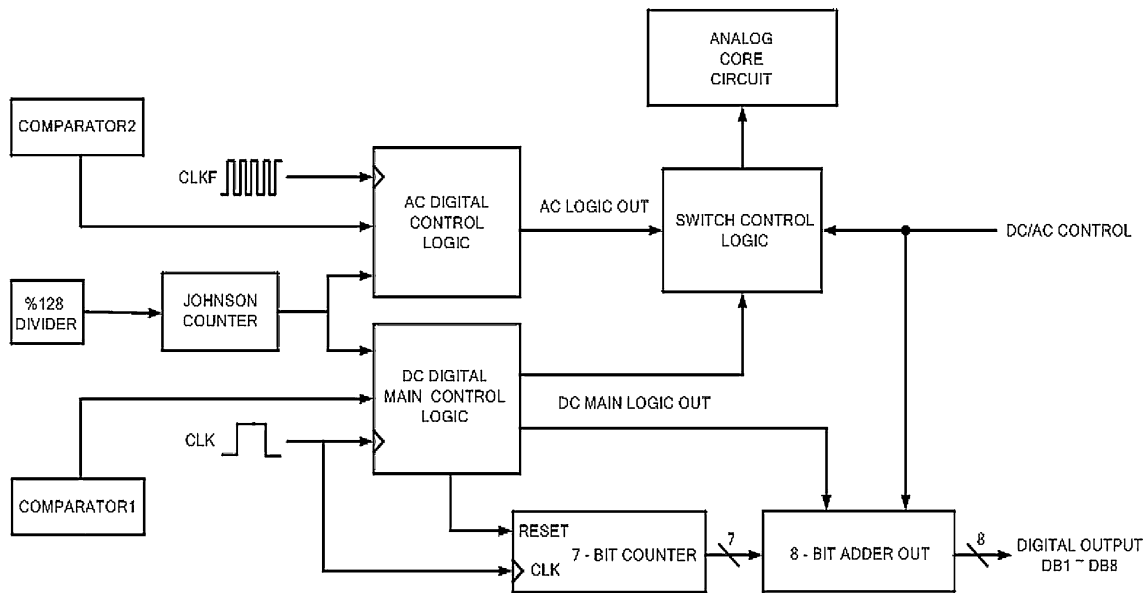 ANALOG
CORE
CIRCUIT
COMPARATOR2
CLKF
AC DIGITAL
CONTROL
LOGIC
AC LOGIC OUT
SWITCH CONTROL
LOGIC
DC/AC CONTROL
%128
DIVIDER
JOHNSON
COUNTER
DC DIGITAL
MAIN CONTROL
LOGIC
DC MAIN LOGIC OUT
CLK
COMPARATOR1
RESET
7 - BIT COUNTER
CLK
7
8 - BIT ADDER OUT
8
DIGITAL OUTPUT
DB1 ~ DB8